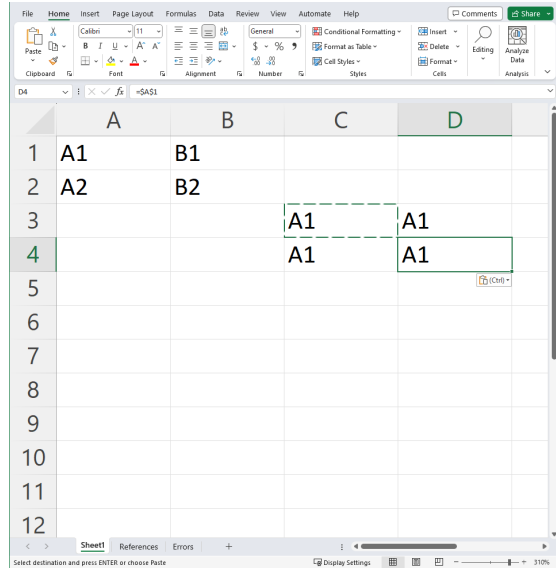 File Home Insert Page Layout Formulas Data Review View Automate Help Comments Share
Paste Calibri 11 A^ Aˇ General Conditional Formatting Insert
B I U $ % 9 Format as Table Delete Editing Analyze Data
A Cell Styles Format
Clipboard Font Alignment Number Styles Cells Analysis
D4 fx =$A$1
A B C D
1 A1 B1
2 A2 B2
3 A1 A1
4 A1 A1
5 (Ctrl)
6
7
8
9
10
11
12
Sheet1 References Errors +
Select destination and press ENTER or choose Paste Display Settings 310%